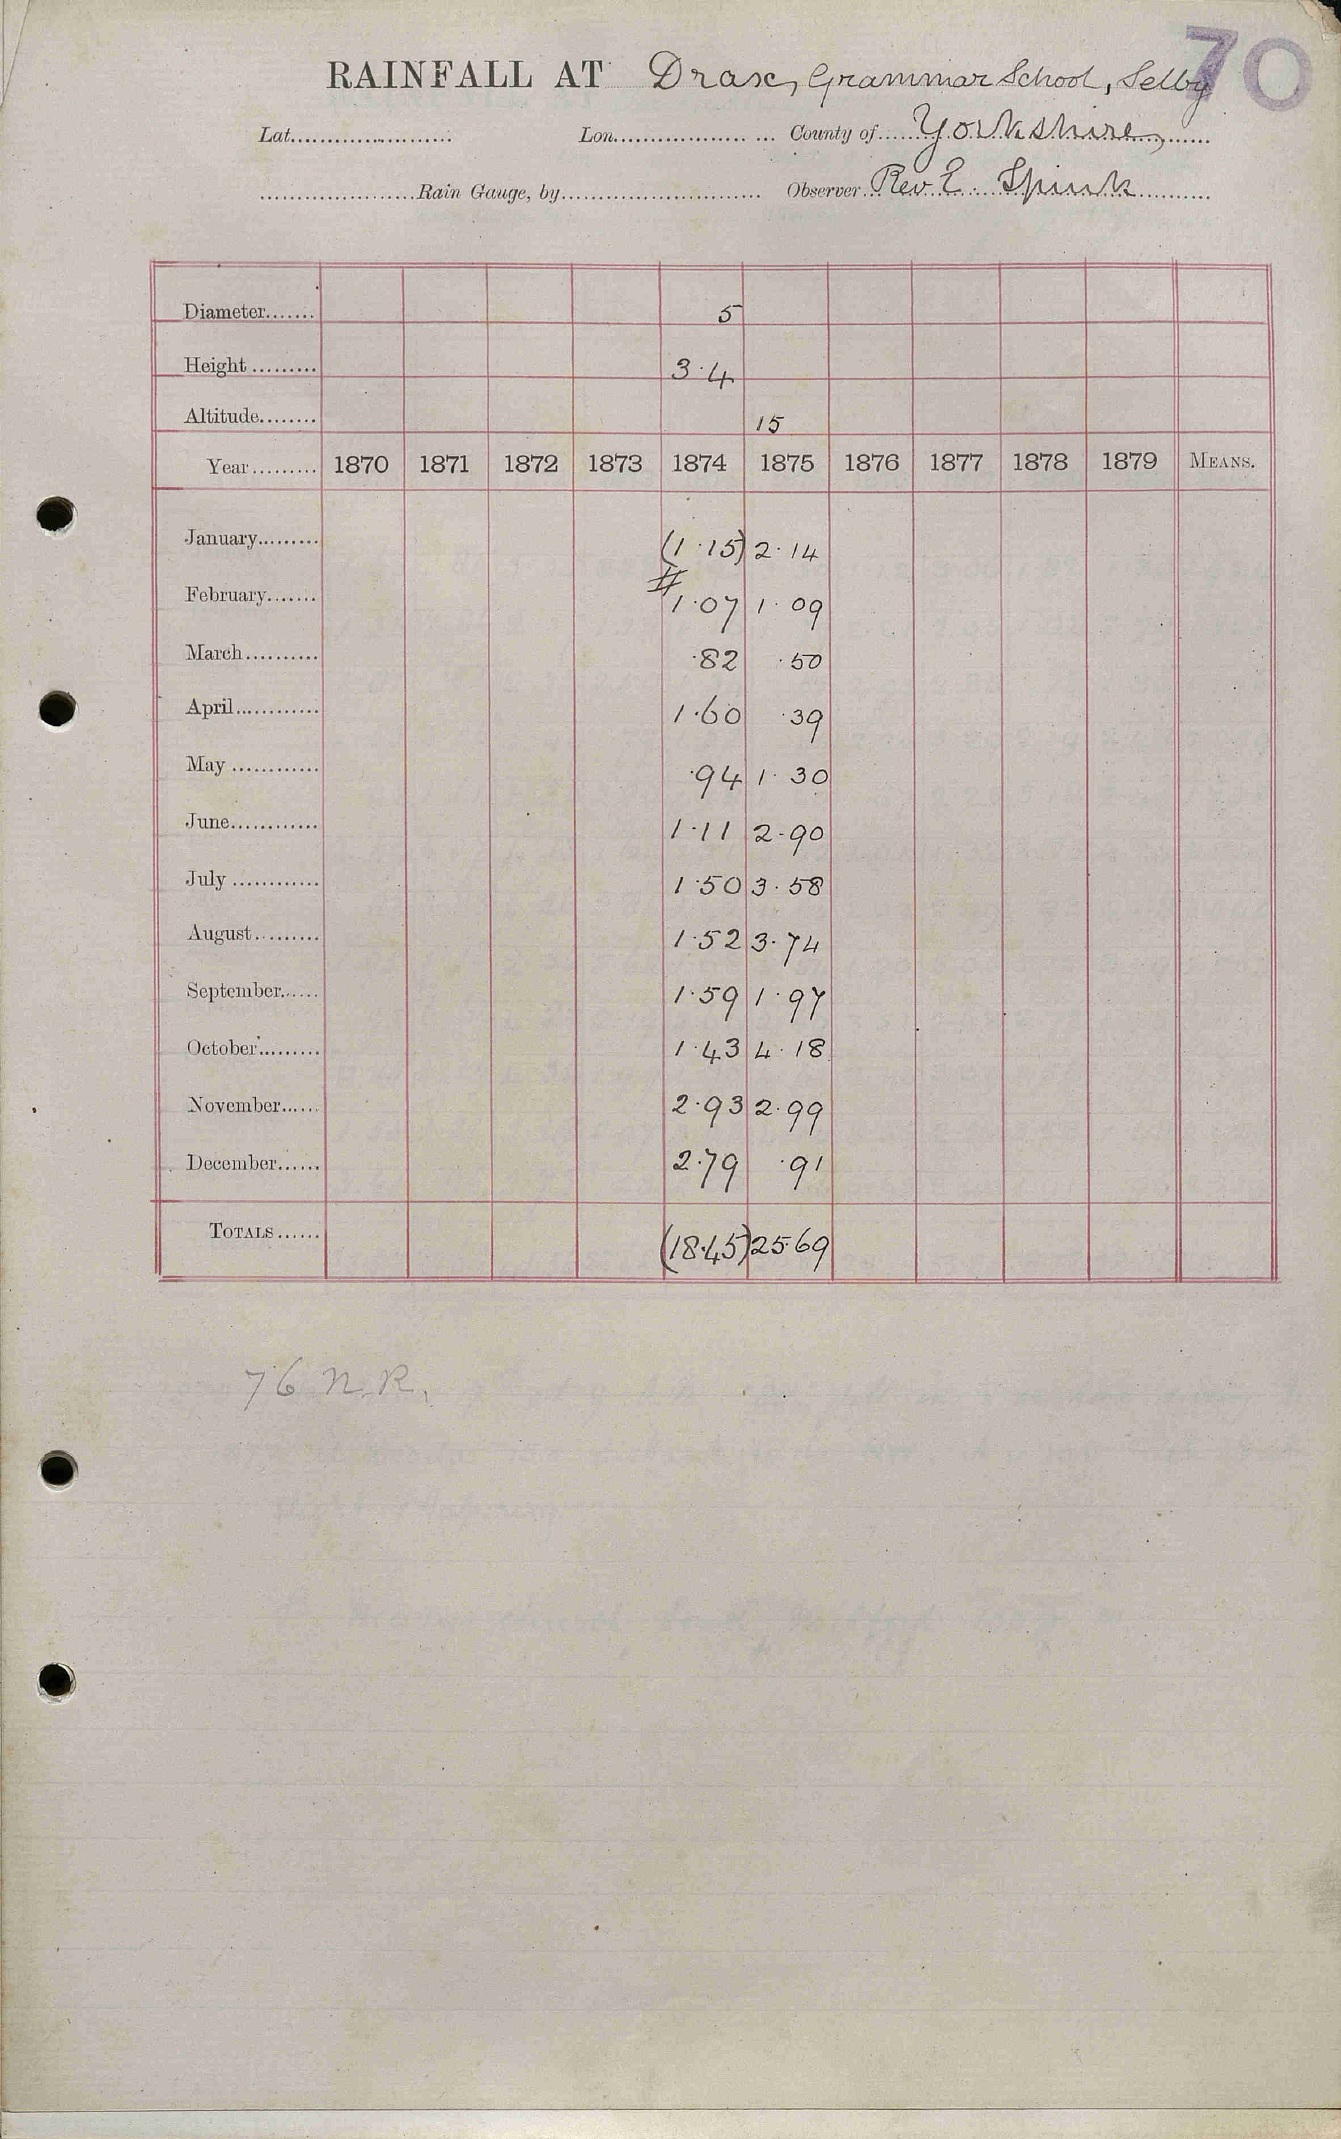 70
RAINFALL AT Drax, Grammar School, Selby
Lat...................... Lon................... ... County of Yorkshire,
......................Rain Gauge, by........................... Observer Rev. E. Spink
Diameter....... 5
Height ......... 3.4
Altitude........ 15
Year......... 1870 1871 1872 1873 1874 1875 1876 1877 1878 1879 MEANS.
January......... (1.15) 2.14
#
February....... 1.07 1.09
March.......... .82 .50
April............ 1.60 .39
May ............ .94 1.30
June............ 1.11 2.90
July ............ 1.50 3.58
August......... 1.52 3.74
September...... 1.59 1.97
October......... 1.43 4.18
November...... 2.93 2.99
December...... 2.79 .91
TOTALS...... (18.45) 25.69
76 N.R.